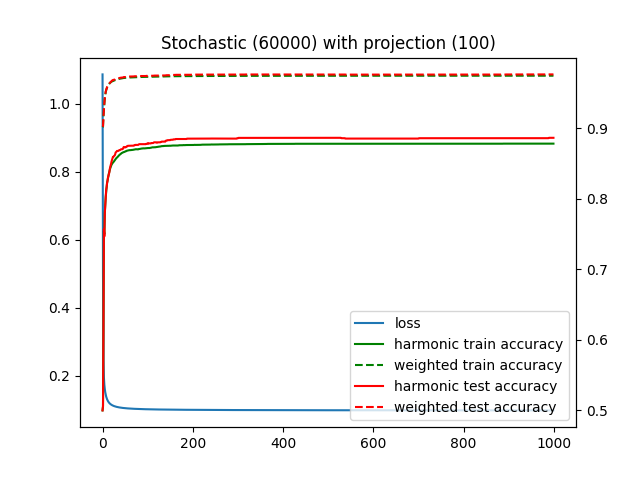 Stochastic (60000) with projection (100)
1.0
0.8
0.6
0.4
0.2
0.9
0.8
0.7
0.6
0.5
loss
harmonic train accuracy
weighted train accuracy
harmonic test accuracy
weighted test accuracy
0 200 400 600 800 1000